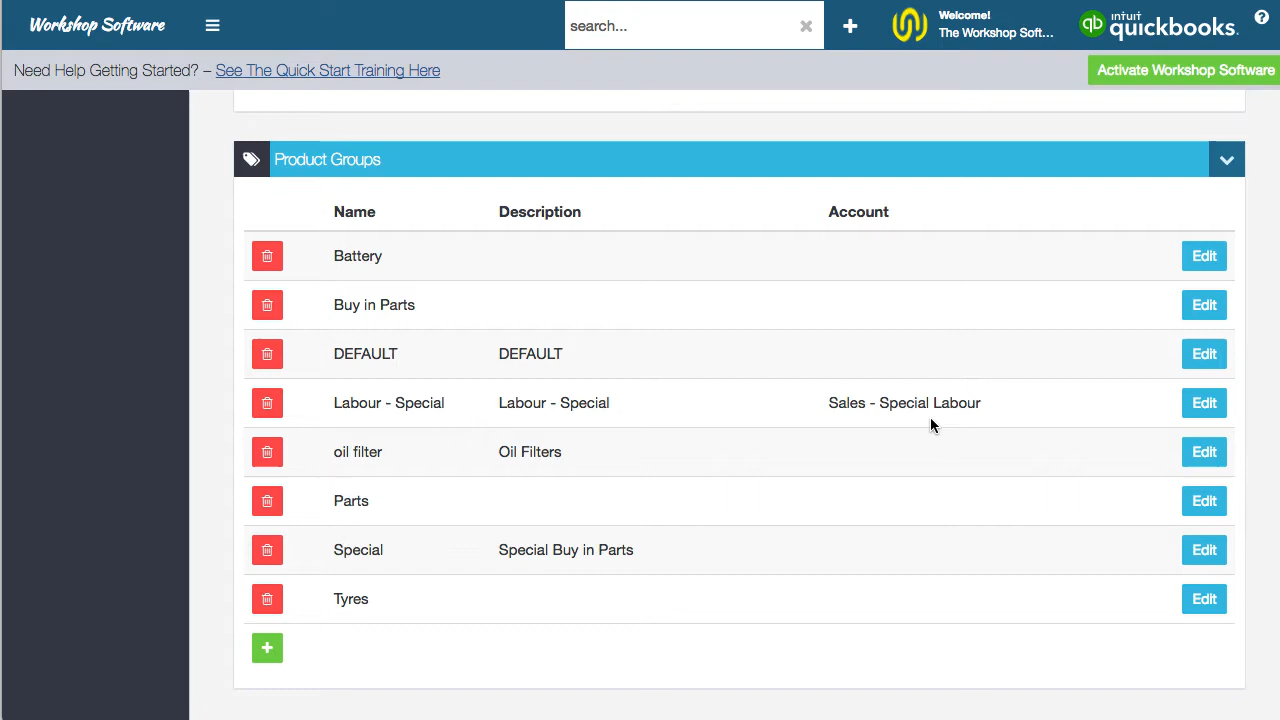 Workshop Software
search...
Welcome!
The Workshop Soft...
intuit
quickbooks.
Need Help Getting Started? – See The Quick Start Training Here
Activate Workshop Software
Product Groups
Name Description Account
Battery Edit
Buy in Parts Edit
DEFAULT DEFAULT Edit
Labour - Special Labour - Special Sales - Special Labour Edit
oil filter Oil Filters Edit
Parts Edit
Special Special Buy in Parts Edit
Tyres Edit